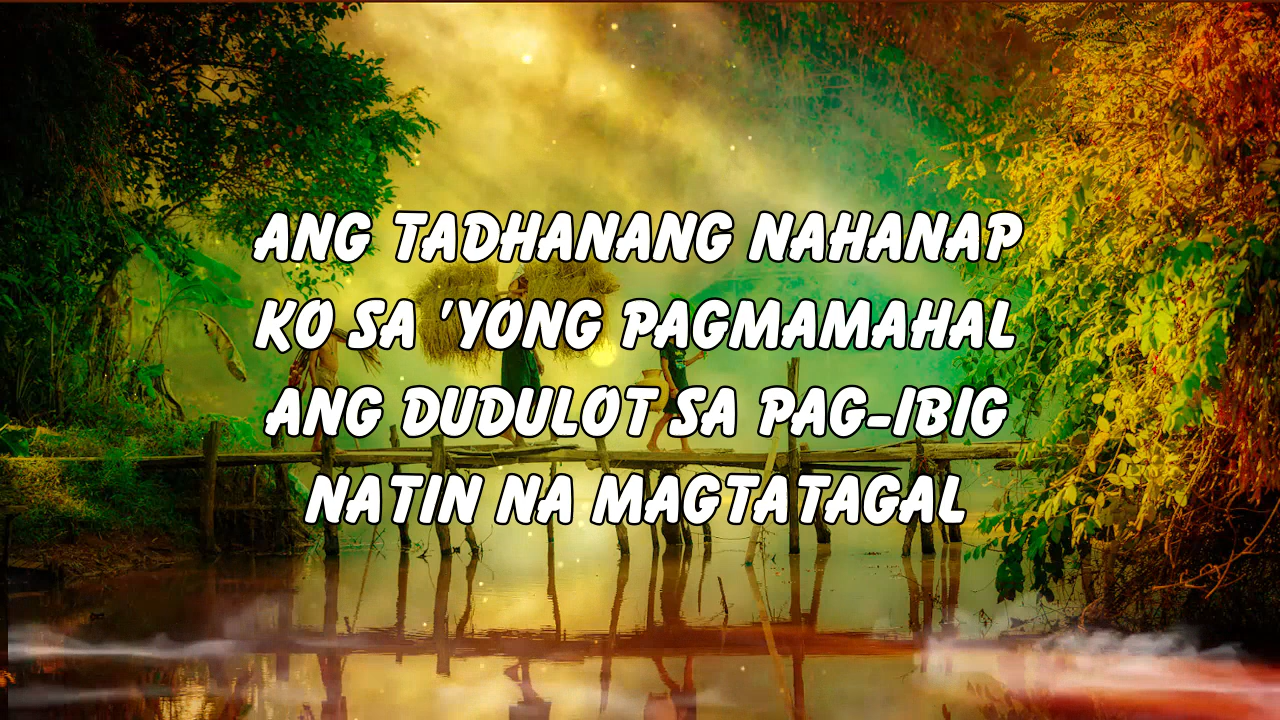 ANG TADHANANG NAHANAP
KO SA 'YONG PAGMAMAHAL
ANG DUDULOT SA PAG-IBIG
NATIN NA MAGTATAGAL